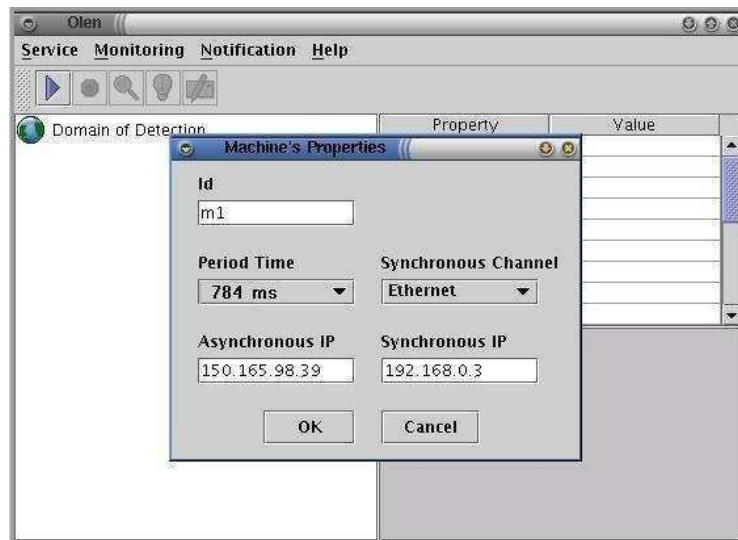 Olen
Service Monitoring Notification Help
Domain of Detection
Property Value
Machine's Properties
Id
m1
Period Time Synchronous Channel
784 ms Ethernet
Asynchronous IP Synchronous IP
150.165.98.39 192.168.0.3
OK Cancel